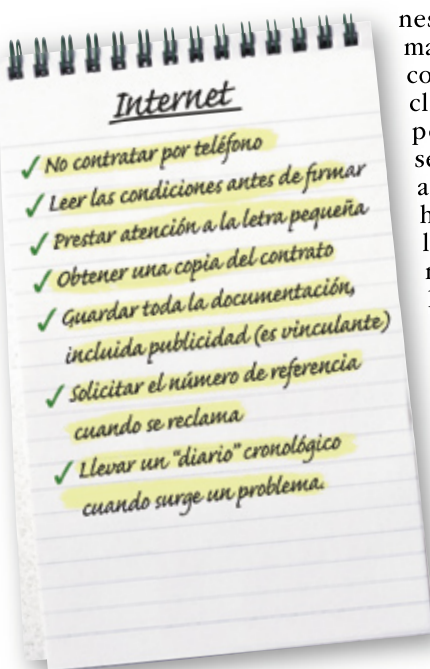 Internet
✓ No contratar por teléfono
✓ Leer las condiciones antes de firmar
✓ Prestar atención a la letra pequeña
✓ Obtener una copia del contrato
✓ Guardar toda la documentación,
incluida publicidad (es vinculante)
✓ Solicitar el número de referencia
cuando se reclama
✓ Llevar un "diario" cronológico
cuando surge un problema.